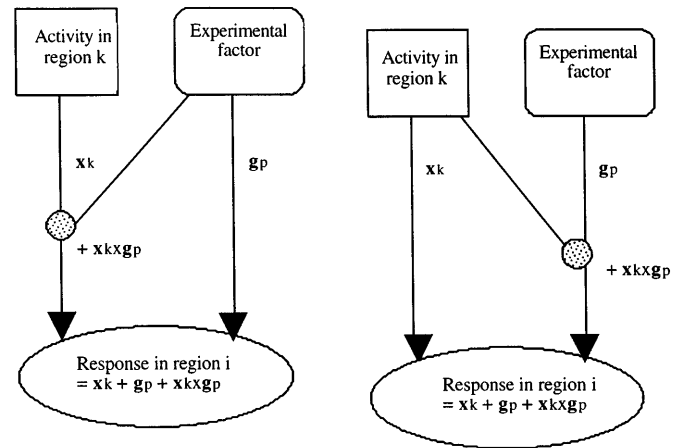 Activity in
region k
Experimental
factor
xk
gp
+ xkxgp
Response in region i
= xk + gp + xkxgp
Activity in
region k
Experimental
factor
xk
gp
+ xkxgp
Response in region i
= xk + gp + xkxgp